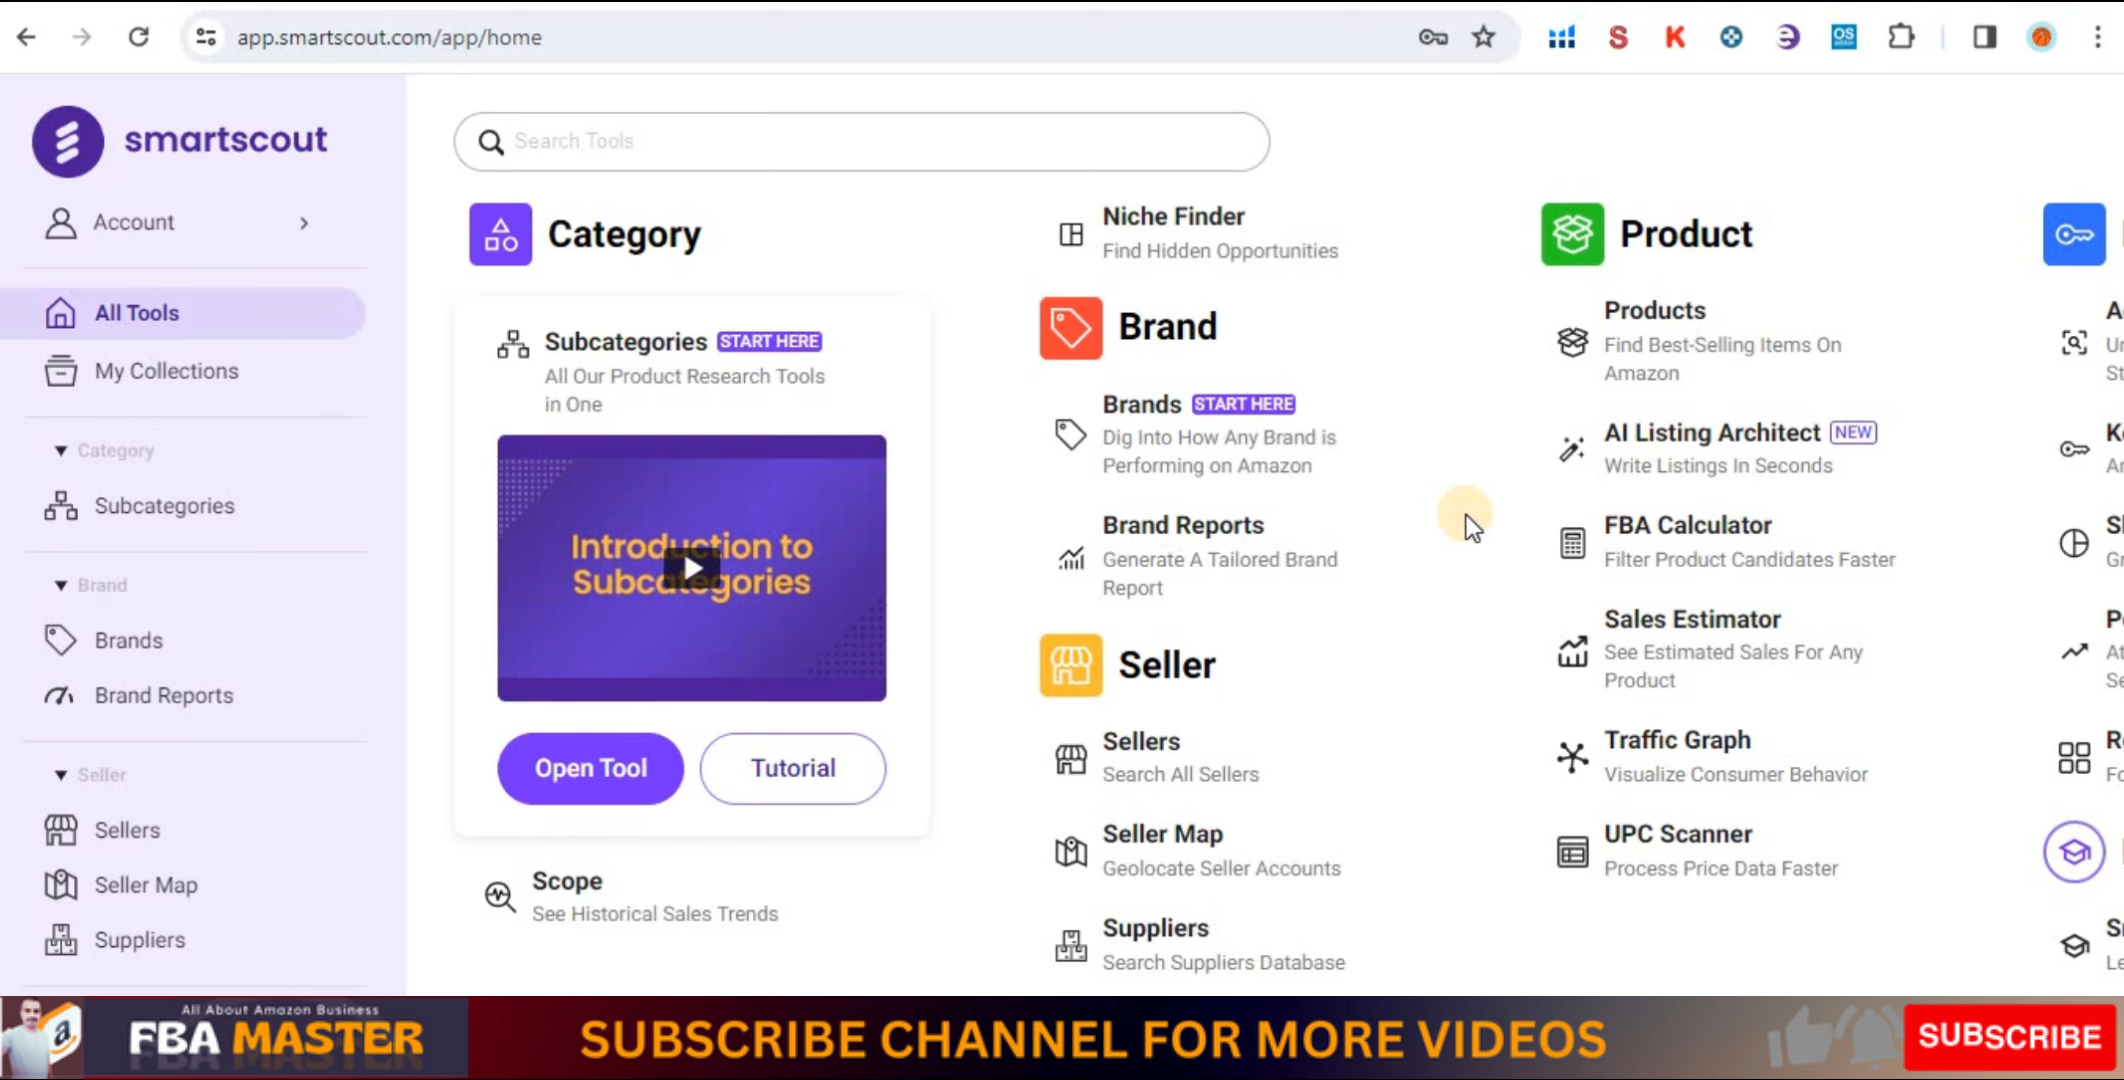 app.smartscout.com/app/home
smartscout
Account
All Tools
My Collections
Category
Subcategories
Brand
Brands
Brand Reports
Seller
Sellers
Seller Map
Suppliers
Search Tools
Category
Subcategories START HERE
All Our Product Research Tools
in One
Introduction to
Subcategories
Open Tool
Tutorial
Scope
See Historical Sales Trends
Niche Finder
Find Hidden Opportunities
Brand
Brands START HERE
Dig Into How Any Brand is
Performing on Amazon
Brand Reports
Generate A Tailored Brand
Report
Seller
Sellers
Search All Sellers
Seller Map
Geolocate Seller Accounts
Suppliers
Search Suppliers Database
Product
Products
Find Best-Selling Items On
Amazon
AI Listing Architect NEW
Write Listings In Seconds
FBA Calculator
Filter Product Candidates Faster
Sales Estimator
See Estimated Sales For Any
Product
Traffic Graph
Visualize Consumer Behavior
UPC Scanner
Process Price Data Faster
All About Amazon Business
FBA MASTER
SUBSCRIBE CHANNEL FOR MORE VIDEOS
SUBSCRIBE